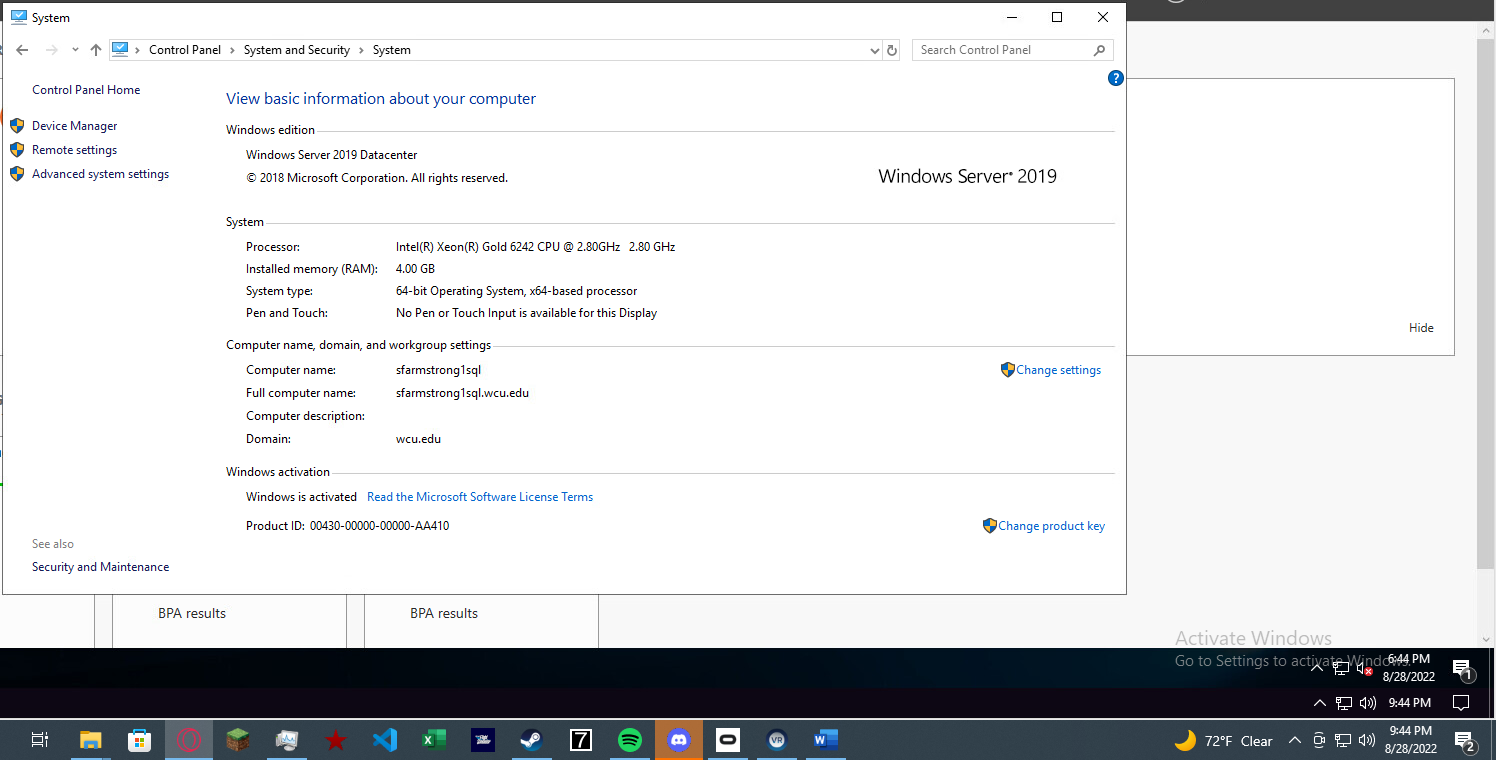 System
Control Panel > System and Security > System
Search Control Panel
Control Panel Home
Device Manager
Remote settings
Advanced system settings
See also
Security and Maintenance
?
View basic information about your computer
Windows edition
Windows Server 2019 Datacenter
© 2018 Microsoft Corporation. All rights reserved.
Windows Server® 2019
System
Processor: Intel(R) Xeon(R) Gold 6242 CPU @ 2.80GHz 2.80 GHz
Installed memory (RAM): 4.00 GB
System type: 64-bit Operating System, x64-based processor
Pen and Touch: No Pen or Touch Input is available for this Display
Computer name, domain, and workgroup settings
Computer name: sfarmstrong1sql
Change settings
Full computer name: sfarmstrong1sql.wcu.edu
Computer description:
Domain: wcu.edu
Windows activation
Windows is activated Read the Microsoft Software License Terms
Product ID: 00430-00000-00000-AA410
Change product key
Hide
BPA results
BPA results
Activate Windows
Go to Settings to activate Windows.
6:44 PM
8/28/2022
1
9:44 PM
7
VR
W
72°F Clear
9:44 PM
8/28/2022
2